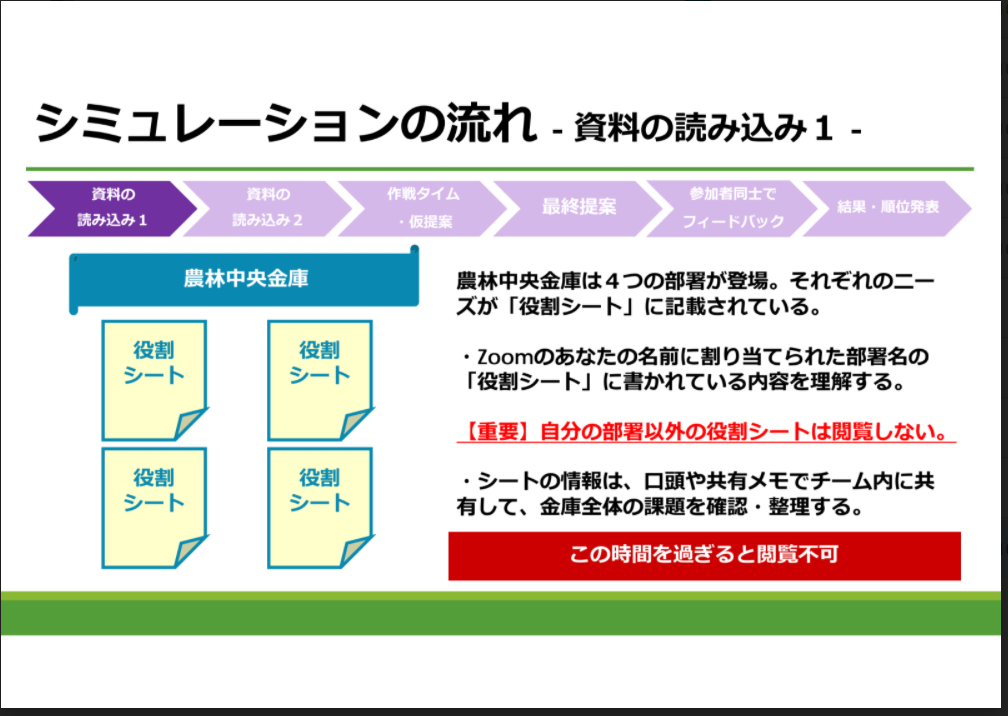 シミュレーションの流れ - 資料の読み込み１ -
資料の
読み込み１
資料の
読み込み２
作戦タイム
・仮提案
最終提案
参加者同士で
フィードバック
結果・順位発表
農林中央金庫
役割
シート
役割
シート
役割
シート
役割
シート
農林中央金庫は４つの部署が登場。それぞれのニー
ズが「役割シート」に記載されている。
・Zoomのあなたの名前に割り当てられた部署名の
「役割シート」に書かれている内容を理解する。
【重要】自分の部署以外の役割シートは閲覧しない。
・シートの情報は、口頭や共有メモでチーム内に共
有して、金庫全体の課題を確認・整理する。
この時間を過ぎると閲覧不可